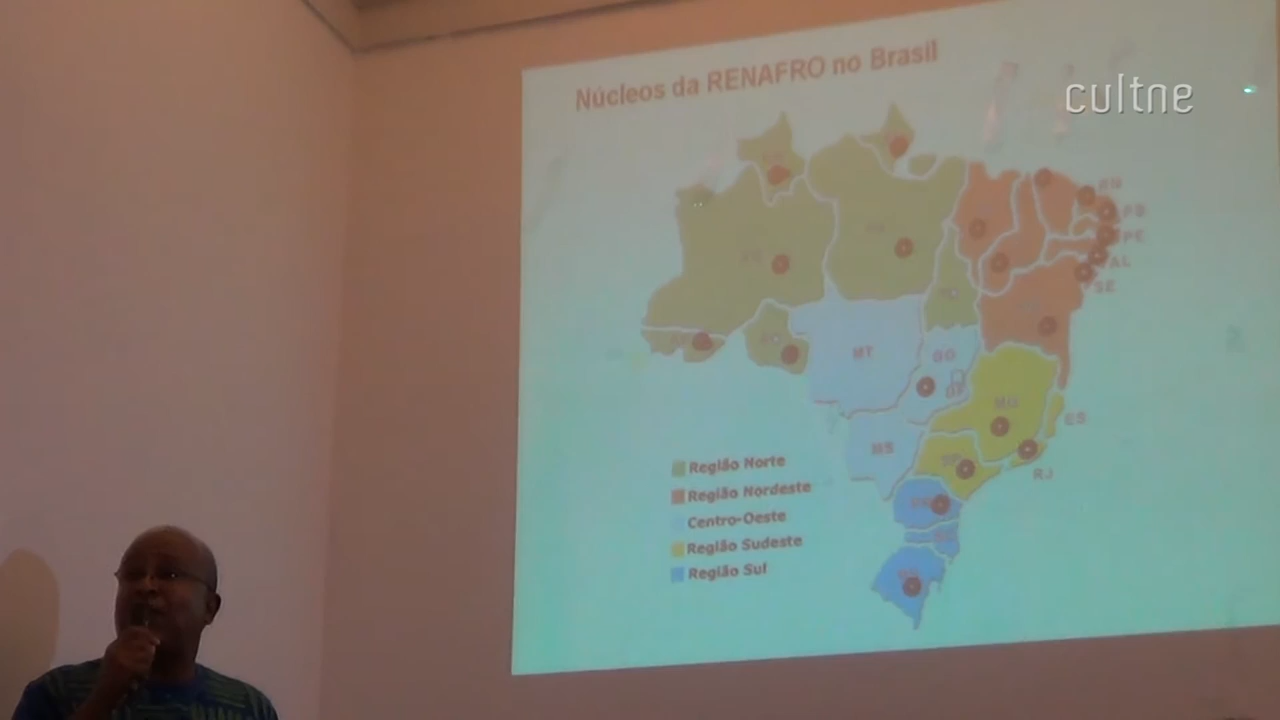 Núcleos da RENAFRO no Brasil
cultne
RN
PB
PE
AL
SE
MT
GO
DF
MG
ES
MS
RJ
Região Norte
Região Nordeste
Centro-Oeste
Região Sudeste
Região Sul